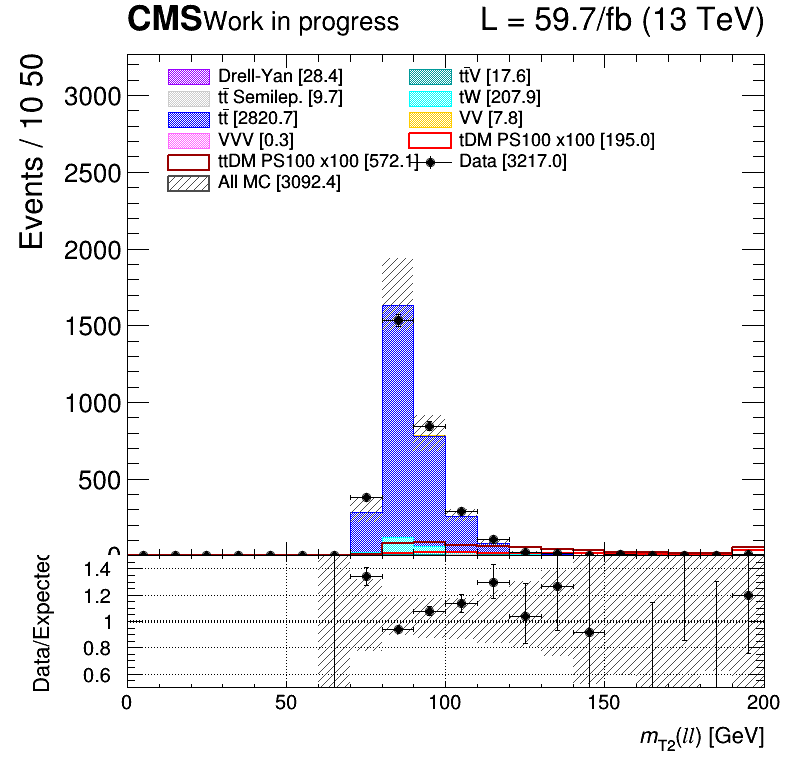 CMS Work in progress L = 59.7/fb (13 TeV)
Drell-Yan [28.4] tt̄V [17.6]
tt̄ Semilep. [9.7] tW [207.9]
tt̄ [2820.7] VV [7.8]
VVV [0.3] tDM PS100 x100 [195.0]
ttDM PS100 x100 [572.1] Data [3217.0]
All MC [3092.4]
Events / 10 50
3000
2500
2000
1500
1000
500
0
Data/Expected
1.4
1.2
1
0.8
0.6
0 50 100 150 200
m_T2(ll) [GeV]